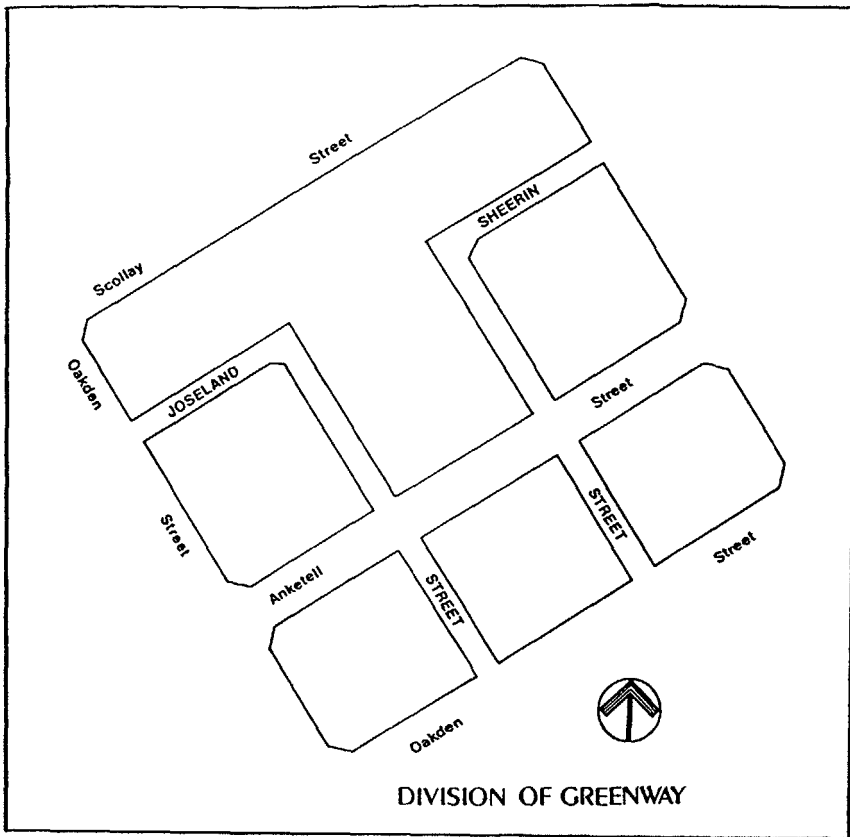 Street
Scollay
SHEERIN
Oakden
JOSELAND
Street
Street
STREET
Street
Anketell
STREET
Oakden
DIVISION OF GREENWAY